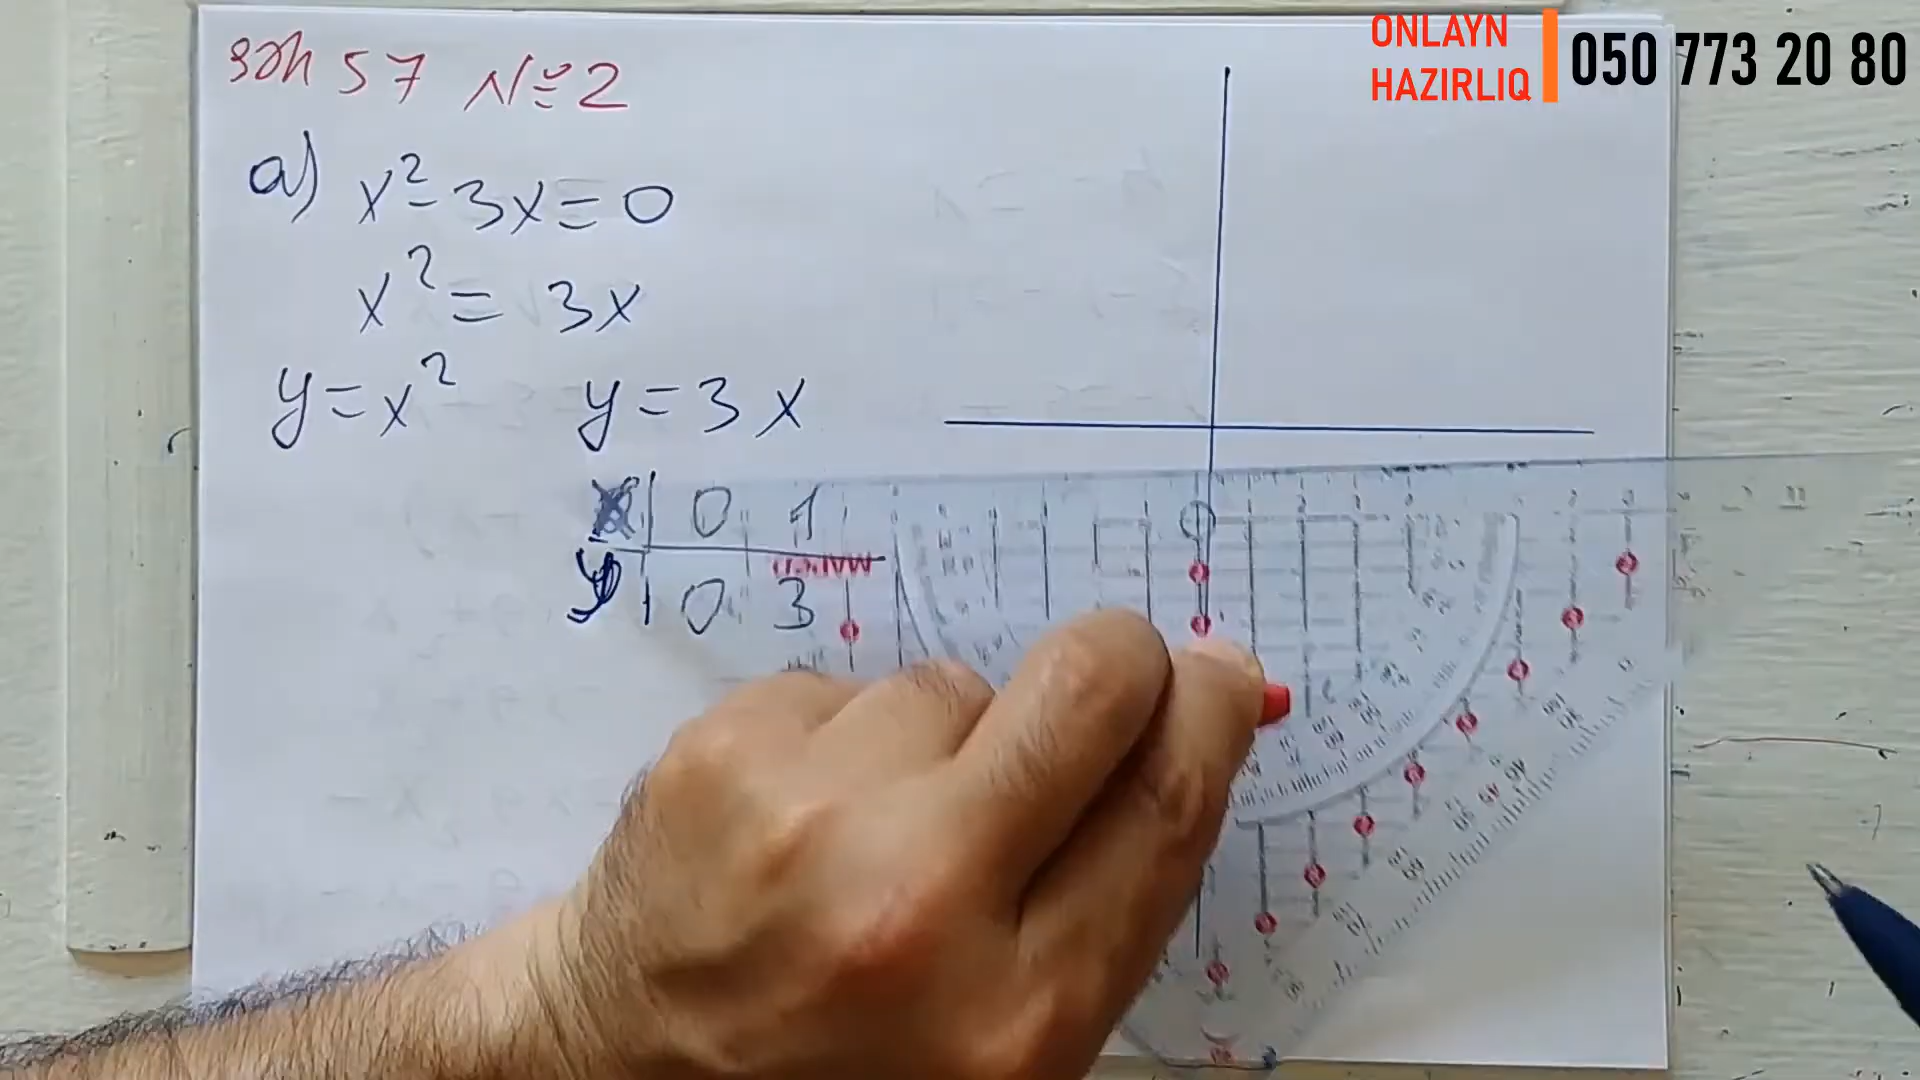 ONLAYN
HAZIRLIQ
050 773 20 80
səh 57 №2
a) x²-3x=0
x² = 3x
y=x² y=3x
x 0 1
y 0 3